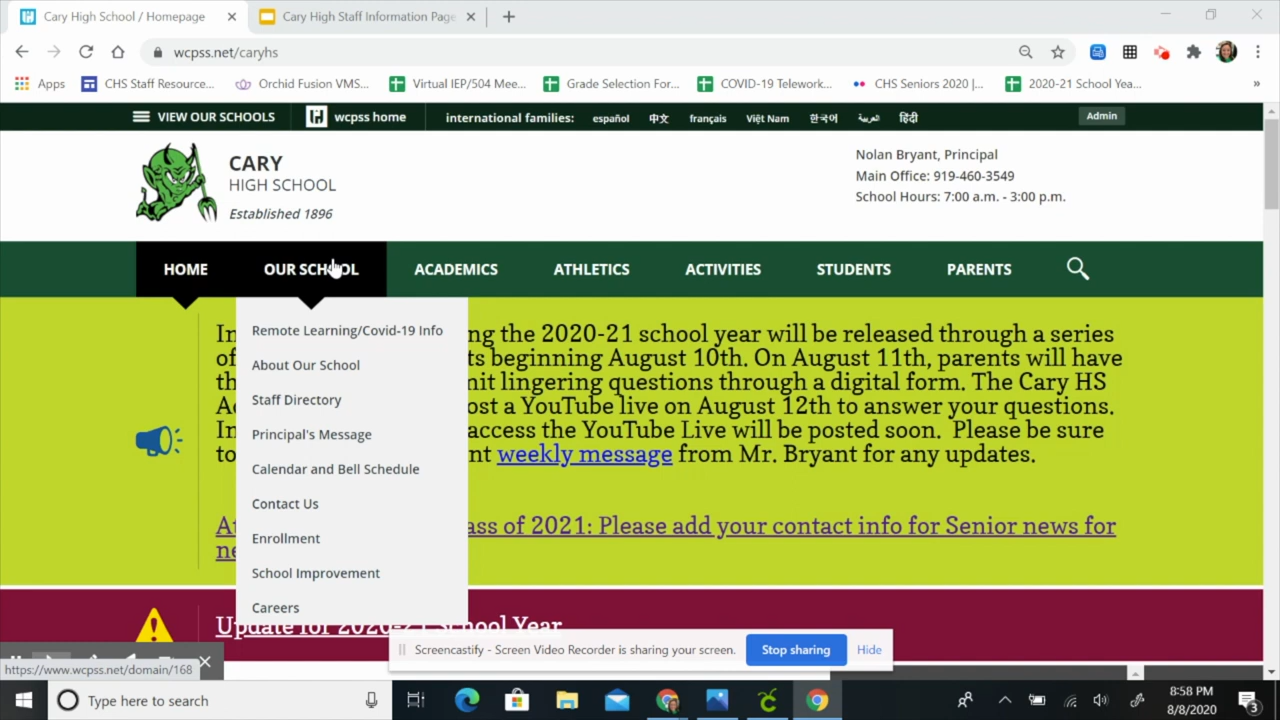 Cary High School / Homepage
Cary High Staff Information Page
wcpss.net/caryhs
Apps
CHS Staff Resource...
Orchid Fusion VMS...
Virtual IEP/504 Mee...
Grade Selection For...
COVID-19 Telework...
CHS Seniors 2020 |...
2020-21 School Yea...
»
VIEW OUR SCHOOLS
wcpss home
international families:
español
中文
français
Việt Nam
한국어
العربية
हिंदी
Admin
CARY
HIGH SCHOOL
Established 1896
Nolan Bryant, Principal
Main Office: 919-460-3549
School Hours: 7:00 a.m. - 3:00 p.m.
HOME
OUR SCHOOL
ACADEMICS
ATHLETICS
ACTIVITIES
STUDENTS
PARENTS
Remote Learning/Covid-19 Info
About Our School
Staff Directory
Principal's Message
Calendar and Bell Schedule
Contact Us
Enrollment
School Improvement
Careers
ng the 2020-21 school year will be released through a series
ts beginning August 10th. On August 11th, parents will have
mit lingering questions through a digital form. The Cary HS
ost a YouTube live on August 12th to answer your questions.
access the YouTube Live will be posted soon. Please be sure
nt weekly message from Mr. Bryant for any updates.
ass of 2021: Please add your contact info for Senior news for
Update for 2020-21 School Year
Screencastify - Screen Video Recorder is sharing your screen.
Stop sharing
Hide
https://www.wcpss.net/domain/168
Type here to search
8:58 PM
8/8/2020
3